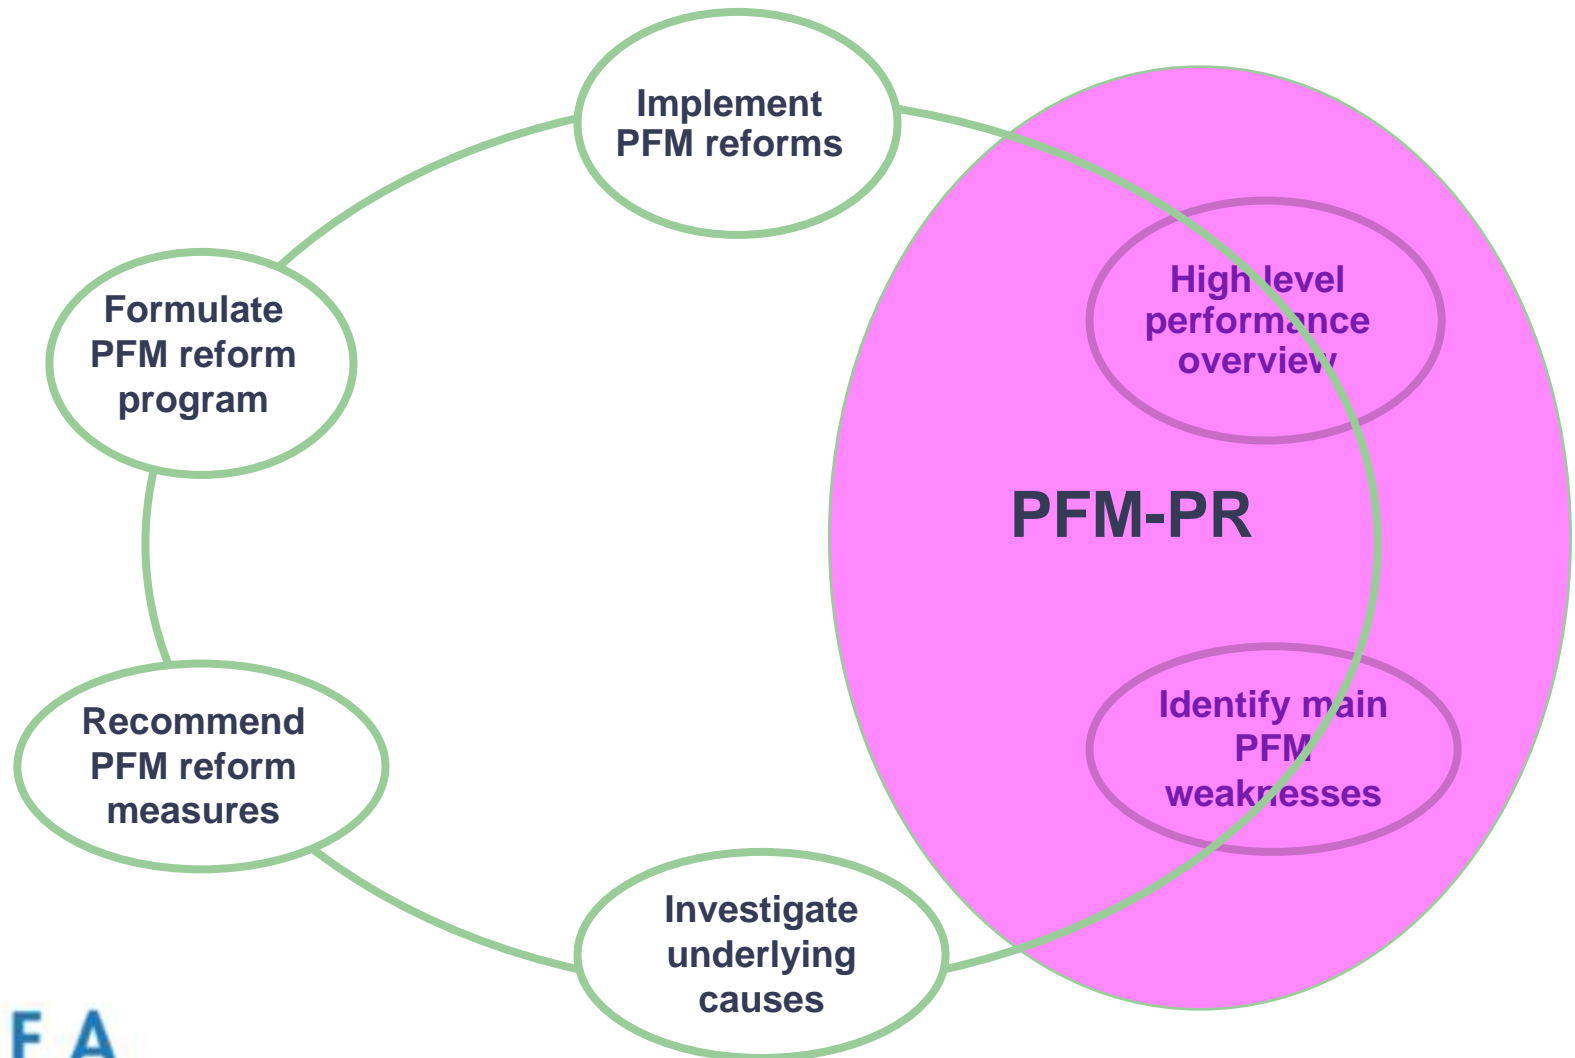 Implement
PFM reforms
High level
performance
overview
Formulate
PFM reform
program
PFM-PR
Identify main
PFM
weaknesses
Recommend
PFM reform
measures
Investigate
underlying
causes
F A